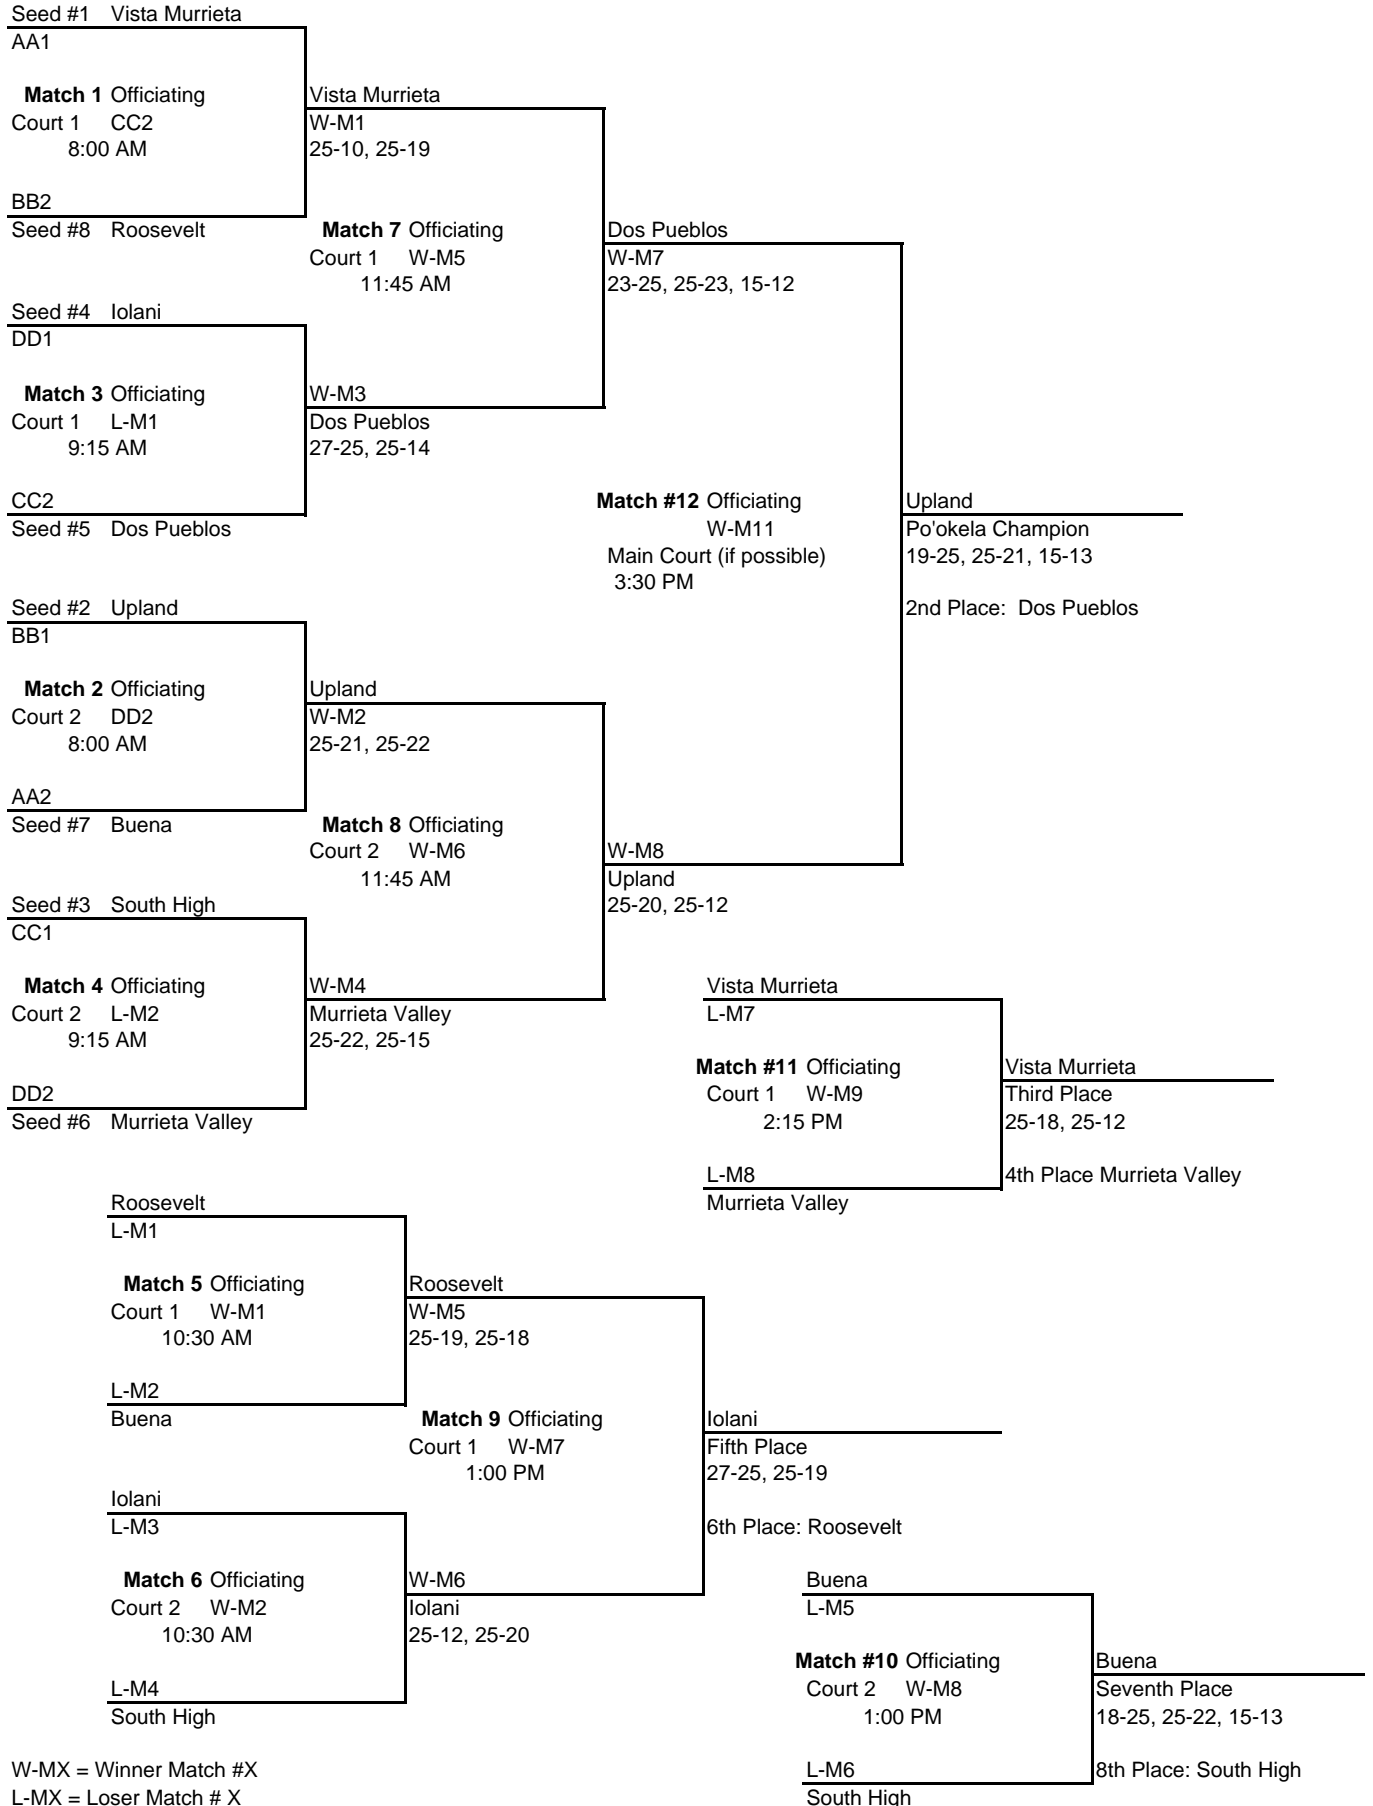 Seed #1 Vista Murrieta
AA1
Match 1 Officiating
Vista Murrieta
Court 1 CC2
W-M1
8:00 AM
25-10, 25-19
BB2
Seed #8 Roosevelt
Match 7 Officiating
Dos Pueblos
Court 1 W-M5
W-M7
11:45 AM
23-25, 25-23, 15-12
Seed #4 Iolani
DD1
Match 3 Officiating
W-M3
Court 1 L-M1
Dos Pueblos
9:15 AM
27-25, 25-14
CC2
Match #12 Officiating
Upland
Seed #5 Dos Pueblos
W-M11
Po'okela Champion
Main Court (if possible)
19-25, 25-21, 15-13
3:30 PM
Seed #2 Upland
2nd Place: Dos Pueblos
BB1
Match 2 Officiating
Upland
Court 2 DD2
W-M2
8:00 AM
25-21, 25-22
AA2
Seed #7 Buena
Match 8 Officiating
Court 2 W-M6
W-M8
11:45 AM
Upland
Seed #3 South High
25-20, 25-12
CC1
Match 4 Officiating
W-M4
Vista Murrieta
Court 2 L-M2
Murrieta Valley
L-M7
9:15 AM
25-22, 25-15
Match #11 Officiating
Vista Murrieta
DD2
Court 1 W-M9
Third Place
Seed #6 Murrieta Valley
2:15 PM
25-18, 25-12
L-M8
4th Place Murrieta Valley
Roosevelt
Murrieta Valley
L-M1
Match 5 Officiating
Roosevelt
Court 1 W-M1
W-M5
10:30 AM
25-19, 25-18
L-M2
Buena
Match 9 Officiating
Iolani
Court 1 W-M7
Fifth Place
1:00 PM
27-25, 25-19
Iolani
L-M3
6th Place: Roosevelt
Match 6 Officiating
W-M6
Buena
Court 2 W-M2
Iolani
L-M5
10:30 AM
25-12, 25-20
Match #10 Officiating
Buena
L-M4
Court 2 W-M8
Seventh Place
South High
1:00 PM
18-25, 25-22, 15-13
W-MX = Winner Match #X
L-M6
8th Place: South High
L-MX = Loser Match # X
South High